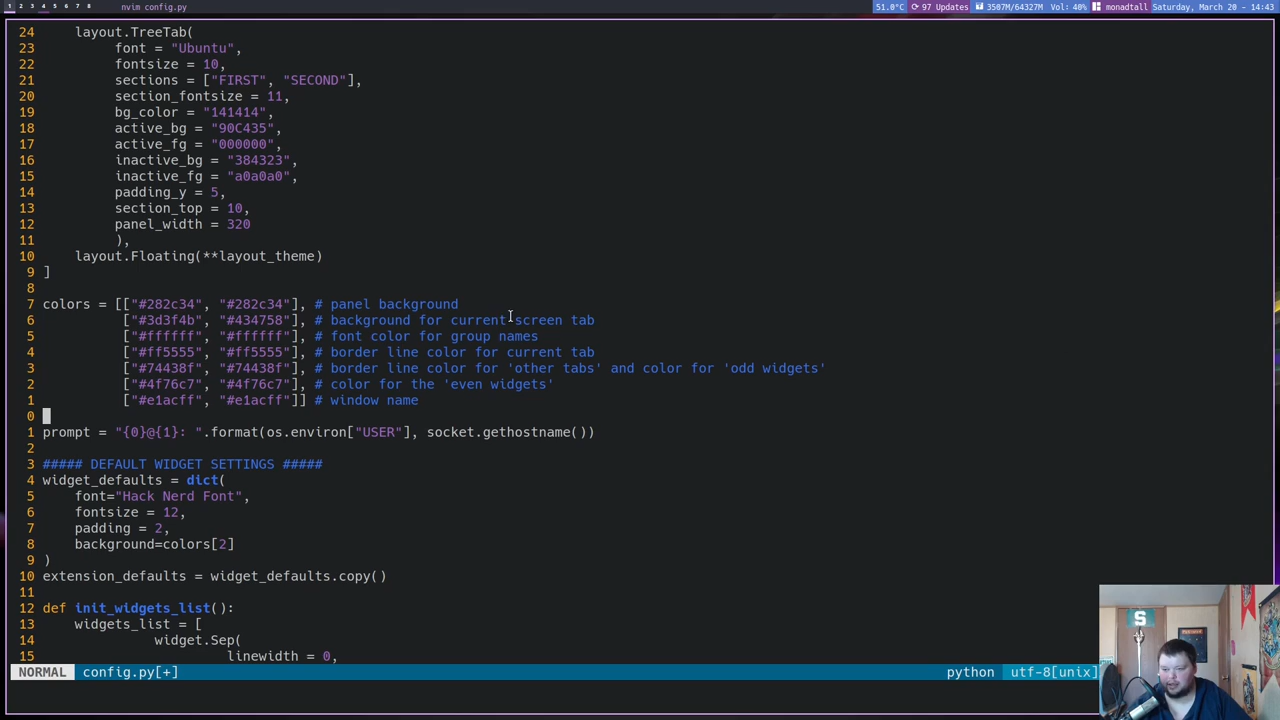 1 2 3 4 5 6 7 8 nvim config.py 51.0°C ⟳ 97 Updates 3507M/64327M Vol: 40% monadtall Saturday, March 20 - 14:43
24 layout.TreeTab(
23 font = "Ubuntu",
22 fontsize = 10,
21 sections = ["FIRST", "SECOND"],
20 section_fontsize = 11,
19 bg_color = "141414",
18 active_bg = "90C435",
17 active_fg = "000000",
16 inactive_bg = "384323",
15 inactive_fg = "a0a0a0",
14 padding_y = 5,
13 section_top = 10,
12 panel_width = 320
11 ),
10 layout.Floating(**layout_theme)
9 ]
8
7 colors = [["#282c34", "#282c34"], # panel background
6 ["#3d3f4b", "#434758"], # background for current screen tab
5 ["#ffffff", "#ffffff"], # font color for group names
4 ["#ff5555", "#ff5555"], # border line color for current tab
3 ["#74438f", "#74438f"], # border line color for 'other tabs' and color for 'odd widgets'
2 ["#4f76c7", "#4f76c7"], # color for the 'even widgets'
1 ["#e1acff", "#e1acff"]] # window name
0
1 prompt = "{0}@{1}: ".format(os.environ["USER"], socket.gethostname())
2
3 ##### DEFAULT WIDGET SETTINGS #####
4 widget_defaults = dict(
5 font="Hack Nerd Font",
6 fontsize = 12,
7 padding = 2,
8 background=colors[2]
9 )
10 extension_defaults = widget_defaults.copy()
11
12 def init_widgets_list():
13 widgets_list = [
14 widget.Sep(
15 linewidth = 0,
NORMAL config.py[+] python utf-8[unix]
S